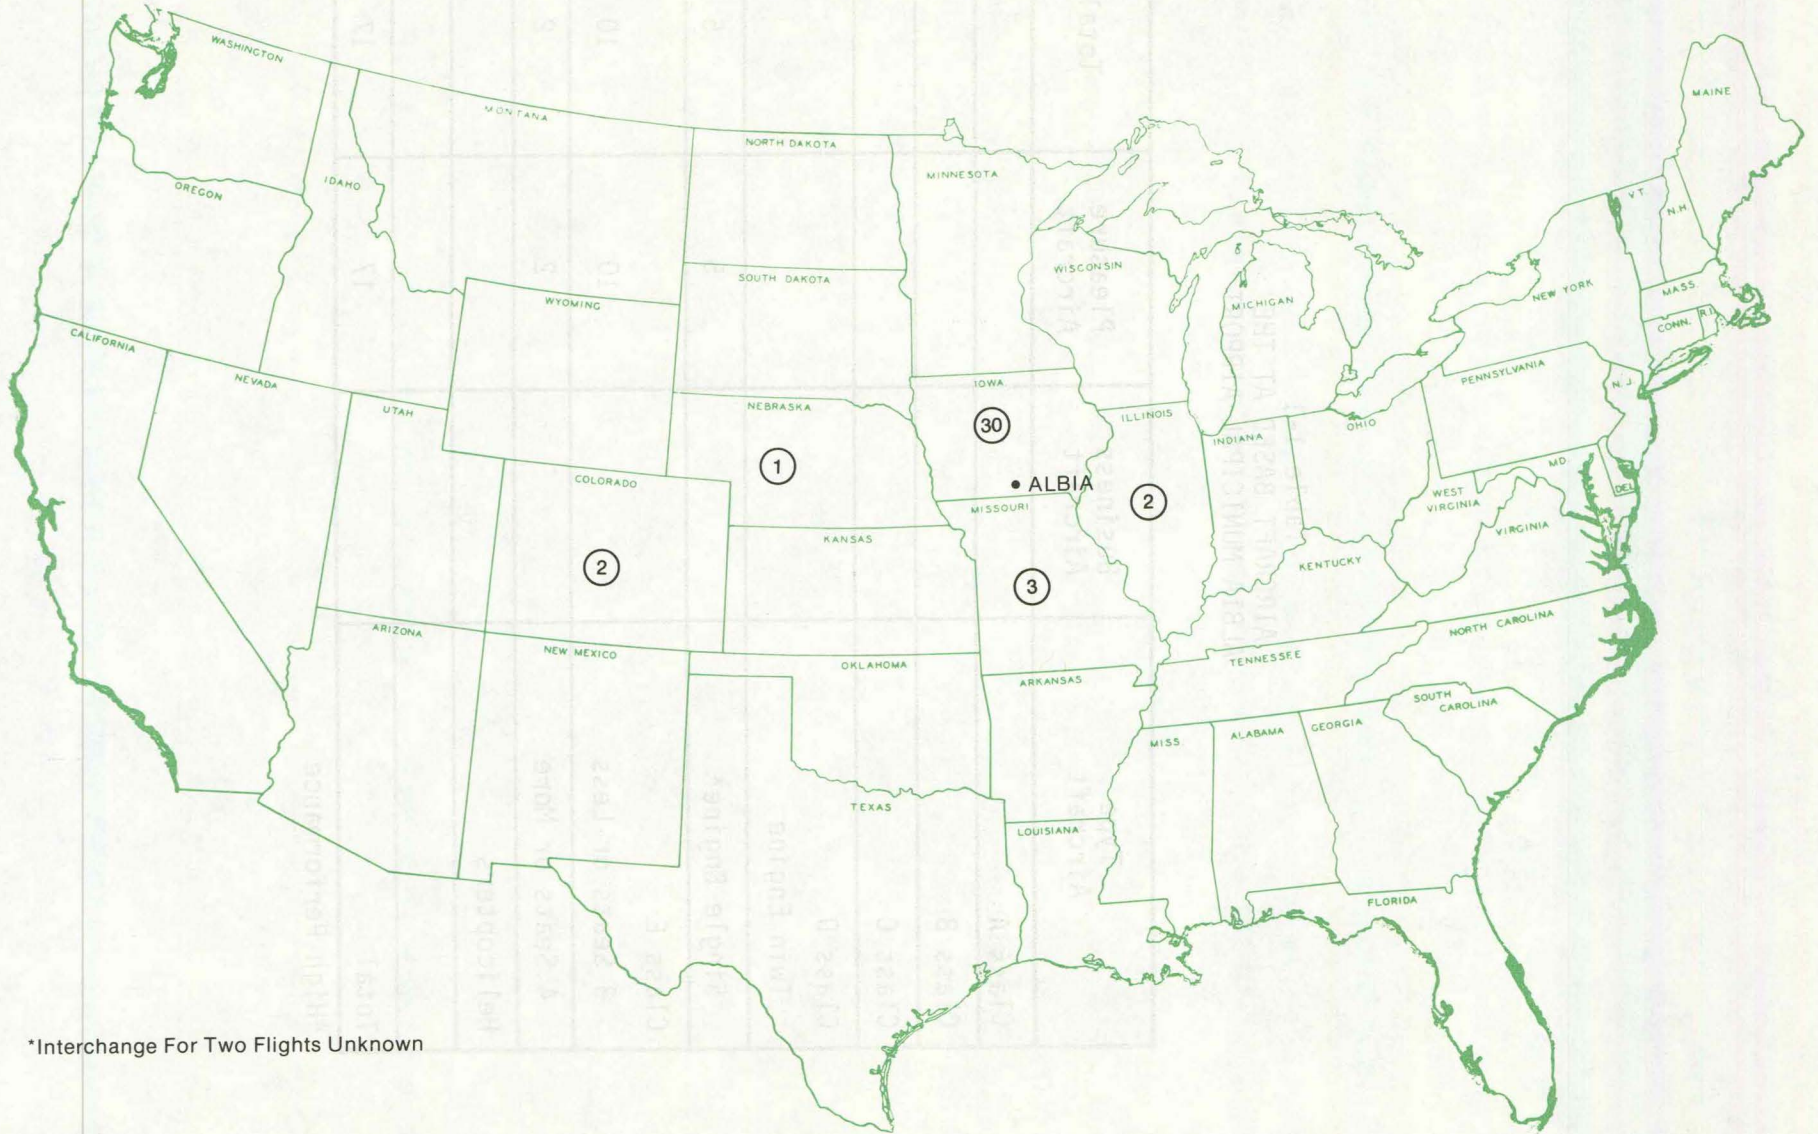 WASHINGTON
MONTANA
NORTH DAKOTA
MINNESOTA
MAINE
OREGON
IDAHO
SOUTH DAKOTA
WISCONSIN
MICHIGAN
V.T.
N.H.
NEW YORK
MASS.
CONN.
R.I.
WYOMING
CALIFORNIA
NEVADA
UTAH
NEBRASKA
IOWA
ILLINOIS
INDIANA
OHIO
PENNSYLVANIA
N. J.
MD.
DEL.
30
1
• ALBIA
2
COLORADO
2
KANSAS
MISSOURI
3
KENTUCKY
WEST
VIRGINIA
VIRGINIA
NORTH CAROLINA
TENNESSEE
ARIZONA
NEW MEXICO
OKLAHOMA
ARKANSAS
SOUTH
CAROLINA
MISS.
ALABAMA
GEORGIA
TEXAS
LOUISIANA
FLORIDA
*Interchange For Two Flights Unknown